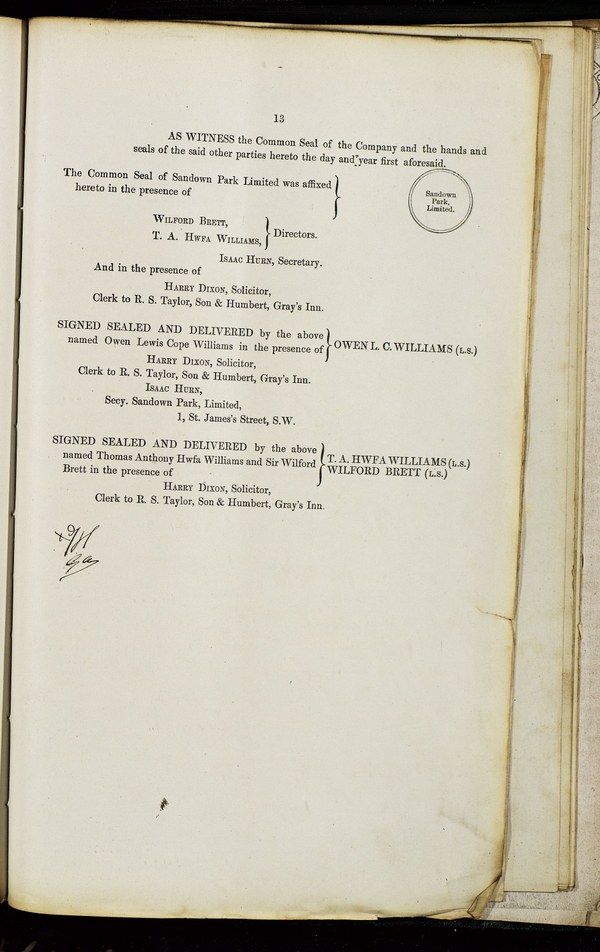 13
AS WITNESS the Common Seal of the Company and the hands and
seals of the said other parties hereto the day and year first aforesaid.
The Common Seal of Sandown Park Limited was affixed
hereto in the presence of
Sandown
Park,
Limited.
WILFORD BRETT,
T. A. HWFA WILLIAMS,
Directors.
ISAAC HURN, Secretary.
And in the presence of
HARRY DIXON, Solicitor,
Clerk to R. S. Taylor, Son & Humbert, Gray's Inn.
SIGNED SEALED AND DELIVERED by the above
named Owen Lewis Cope Williams in the presence of
OWEN L. C. WILLIAMS (L.S.)
HARRY DIXON, Solicitor,
Clerk to R. S. Taylor, Son & Humbert, Gray's Inn.
ISAAC HURN,
Secy. Sandown Park, Limited,
1, St. James's Street, S.W.
SIGNED SEALED AND DELIVERED by the above
named Thomas Anthony Hwfa Williams and Sir Wilford
Brett in the presence of
T. A. HWFA WILLIAMS (L.S.)
WILFORD BRETT (L.S.)
HARRY DIXON, Solicitor,
Clerk to R. S. Taylor, Son & Humbert, Gray's Inn.